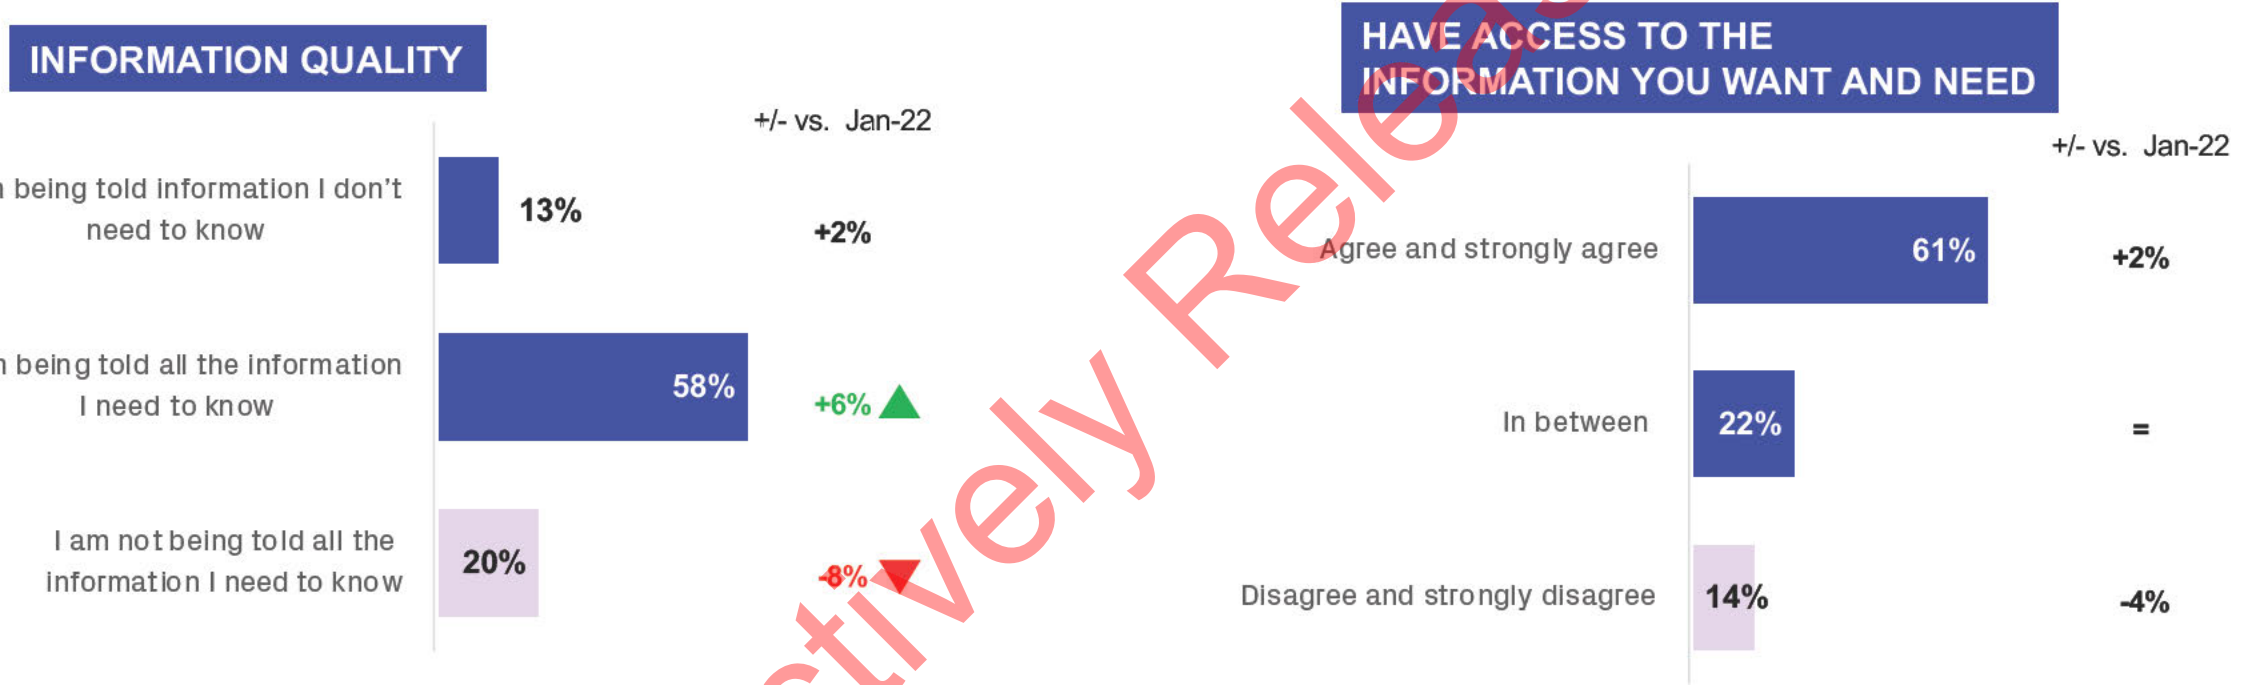 INFORMATION QUALITY
+/- vs. Jan-22
being told information I don't
need to know
13%
+2%
being told all the information
I need to know
58%
+6%
I am not being told all the
information I need to know
20%
-8%
HAVE ACCESS TO THE
INFORMATION YOU WANT AND NEED
+/- vs. Jan-22
Agree and strongly agree
61%
+2%
In between
22%
=
Disagree and strongly disagree
14%
-4%